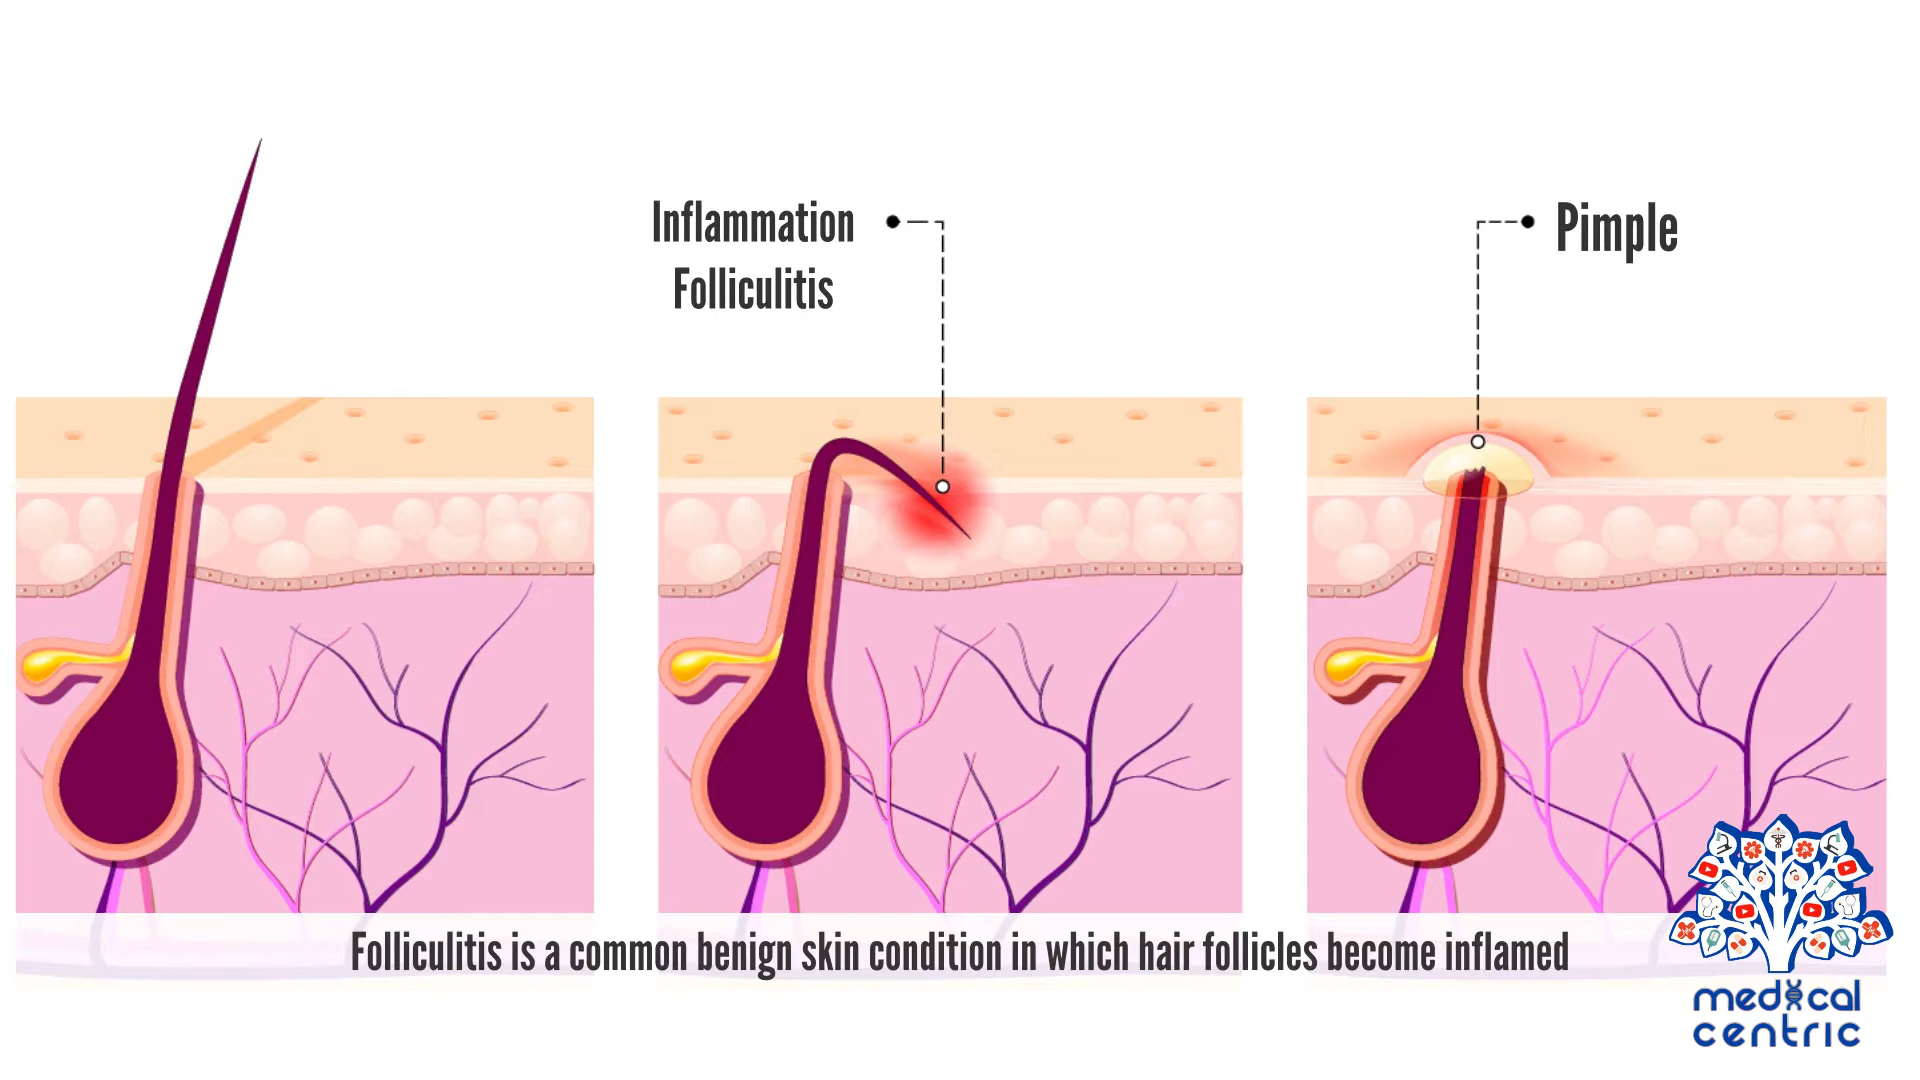 Inflammation
Folliculitis
Pimple
Folliculitis is a common benign skin condition in which hair follicles become inflamed
medical
centric